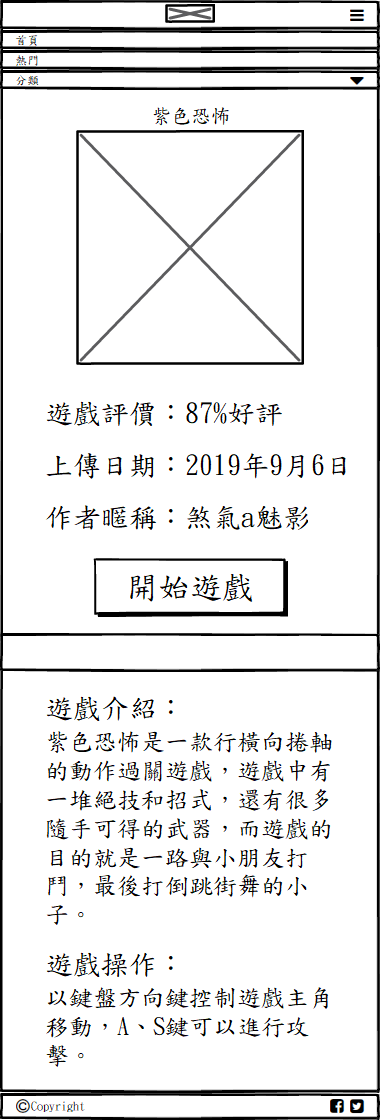 首頁
熱門
分類
紫色恐怖
遊戲評價：87%好評
上傳日期：2019年9月6日
作者暱稱：煞氣a魅影
開始遊戲
遊戲介紹：
紫色恐怖是一款行橫向捲軸
的動作過關遊戲，遊戲中有
一堆絕技和招式，還有很多
隨手可得的武器，而遊戲的
目的就是一路與小朋友打
鬥，最後打倒跳街舞的小
子。
遊戲操作：
以鍵盤方向鍵控制遊戲主角
移動，A、S鍵可以進行攻
擊。
©Copyright